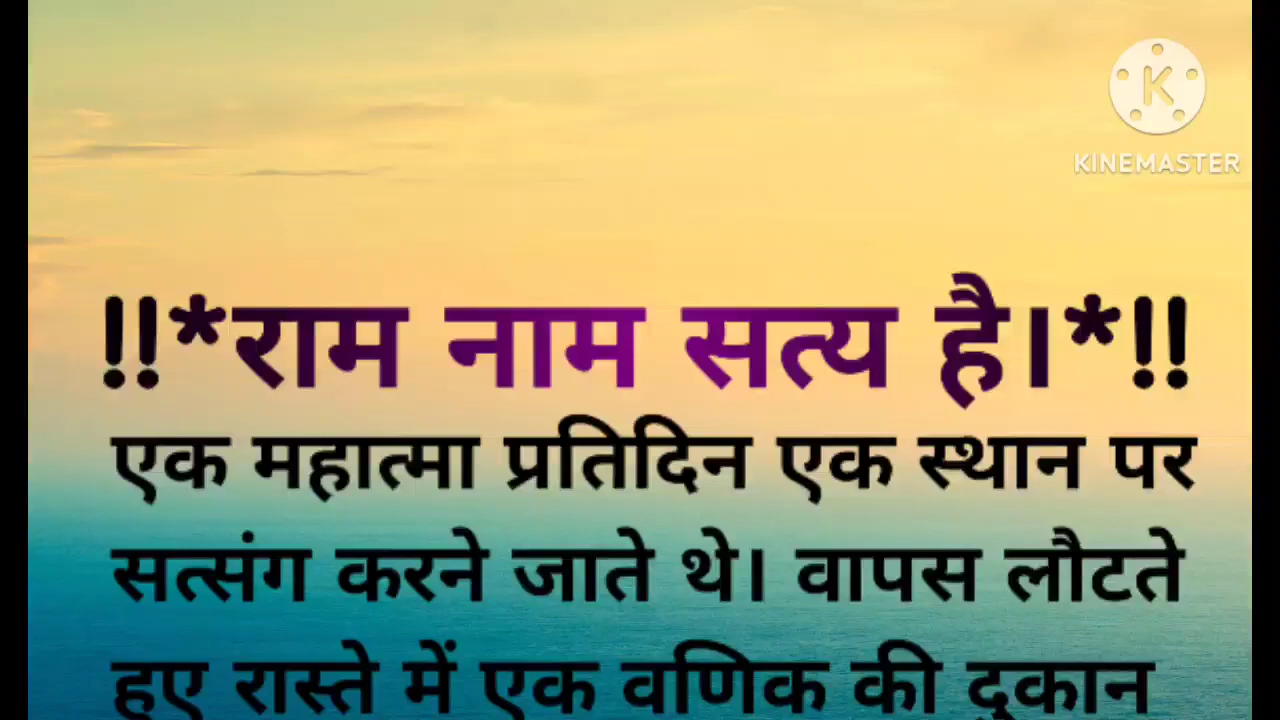 KINEMASTER
!!*राम नाम सत्य है।*!!
एक महात्मा प्रतिदिन एक स्थान पर
सत्संग करने जाते थे। वापस लौटते
हुए रास्ते में एक वणिक की दुकान